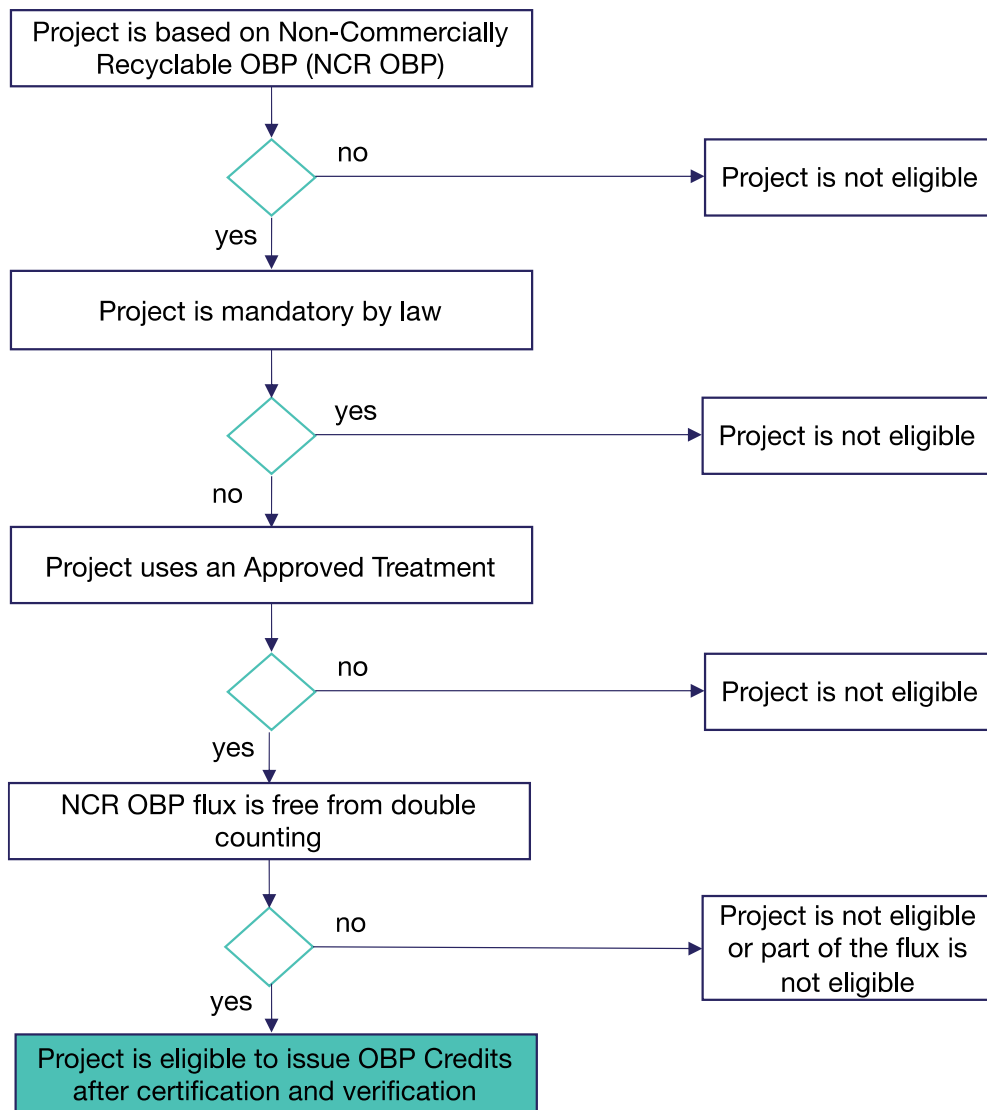 Project is based on Non-Commercially
Recyclable OBP (NCR OBP)
no
Project is not eligible
yes
Project is mandatory by law
yes
Project is not eligible
no
Project uses an Approved Treatment
no
Project is not eligible
yes
NCR OBP flux is free from double
counting
no
Project is not eligible
or part of the flux is
not eligible
yes
Project is eligible to issue OBP Credits
after certification and verification